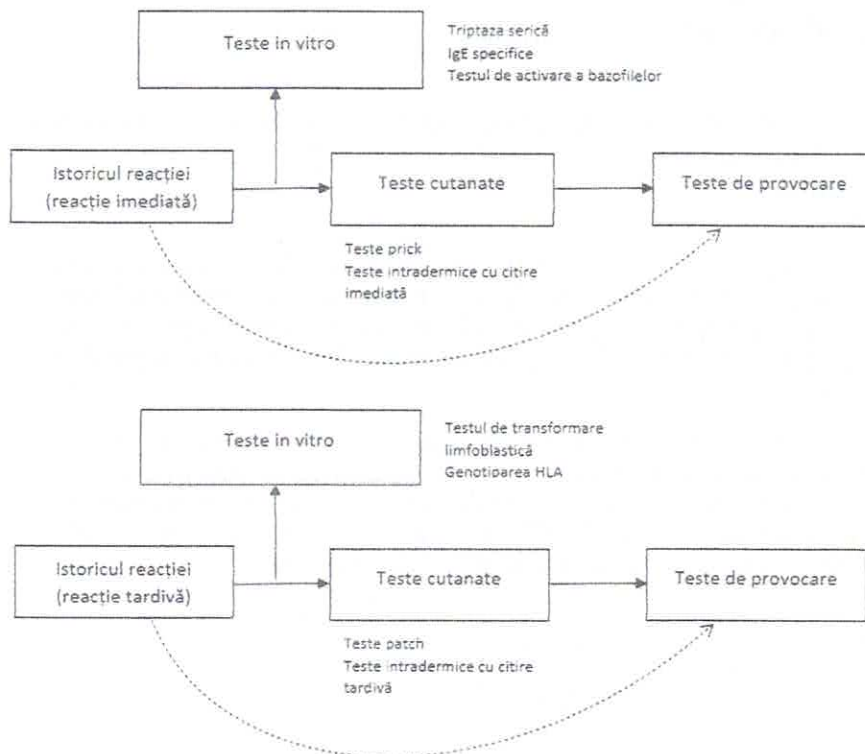 Teste in vitro
Triptaza serică
IgE specifice
Testul de activare a bazofilelor
Istoricul reacției
(reacție imediată)
Teste cutanate
Teste de provocare
Teste prick
Teste intradermice cu citire
imediată
Teste in vitro
Testul de transformare
limfoblastică
Genotiparea HLA
Istoricul reacției
(reacție tardivă)
Teste cutanate
Teste de provocare
Teste patch
Teste intradermice cu citire
tardivă